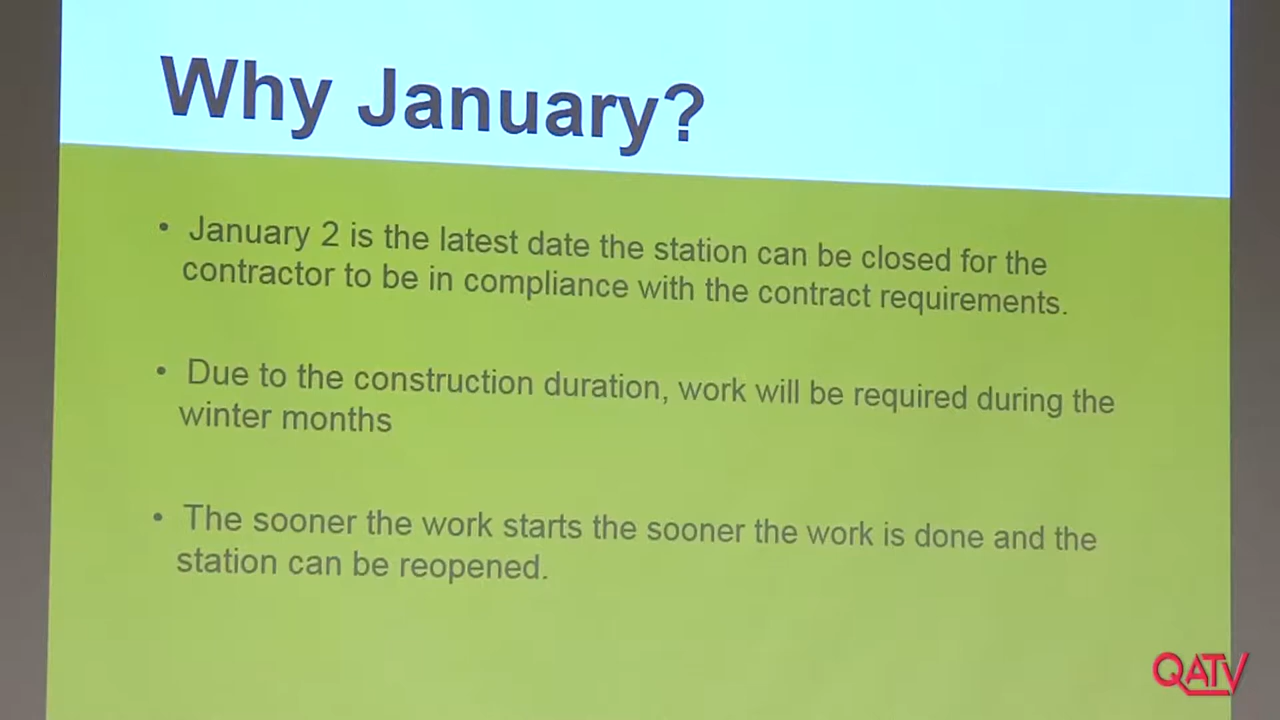 Why January?
• January 2 is the latest date the station can be closed for the
contractor to be in compliance with the contract requirements.
• Due to the construction duration, work will be required during the
winter months
• The sooner the work starts the sooner the work is done and the
station can be reopened.
QATV